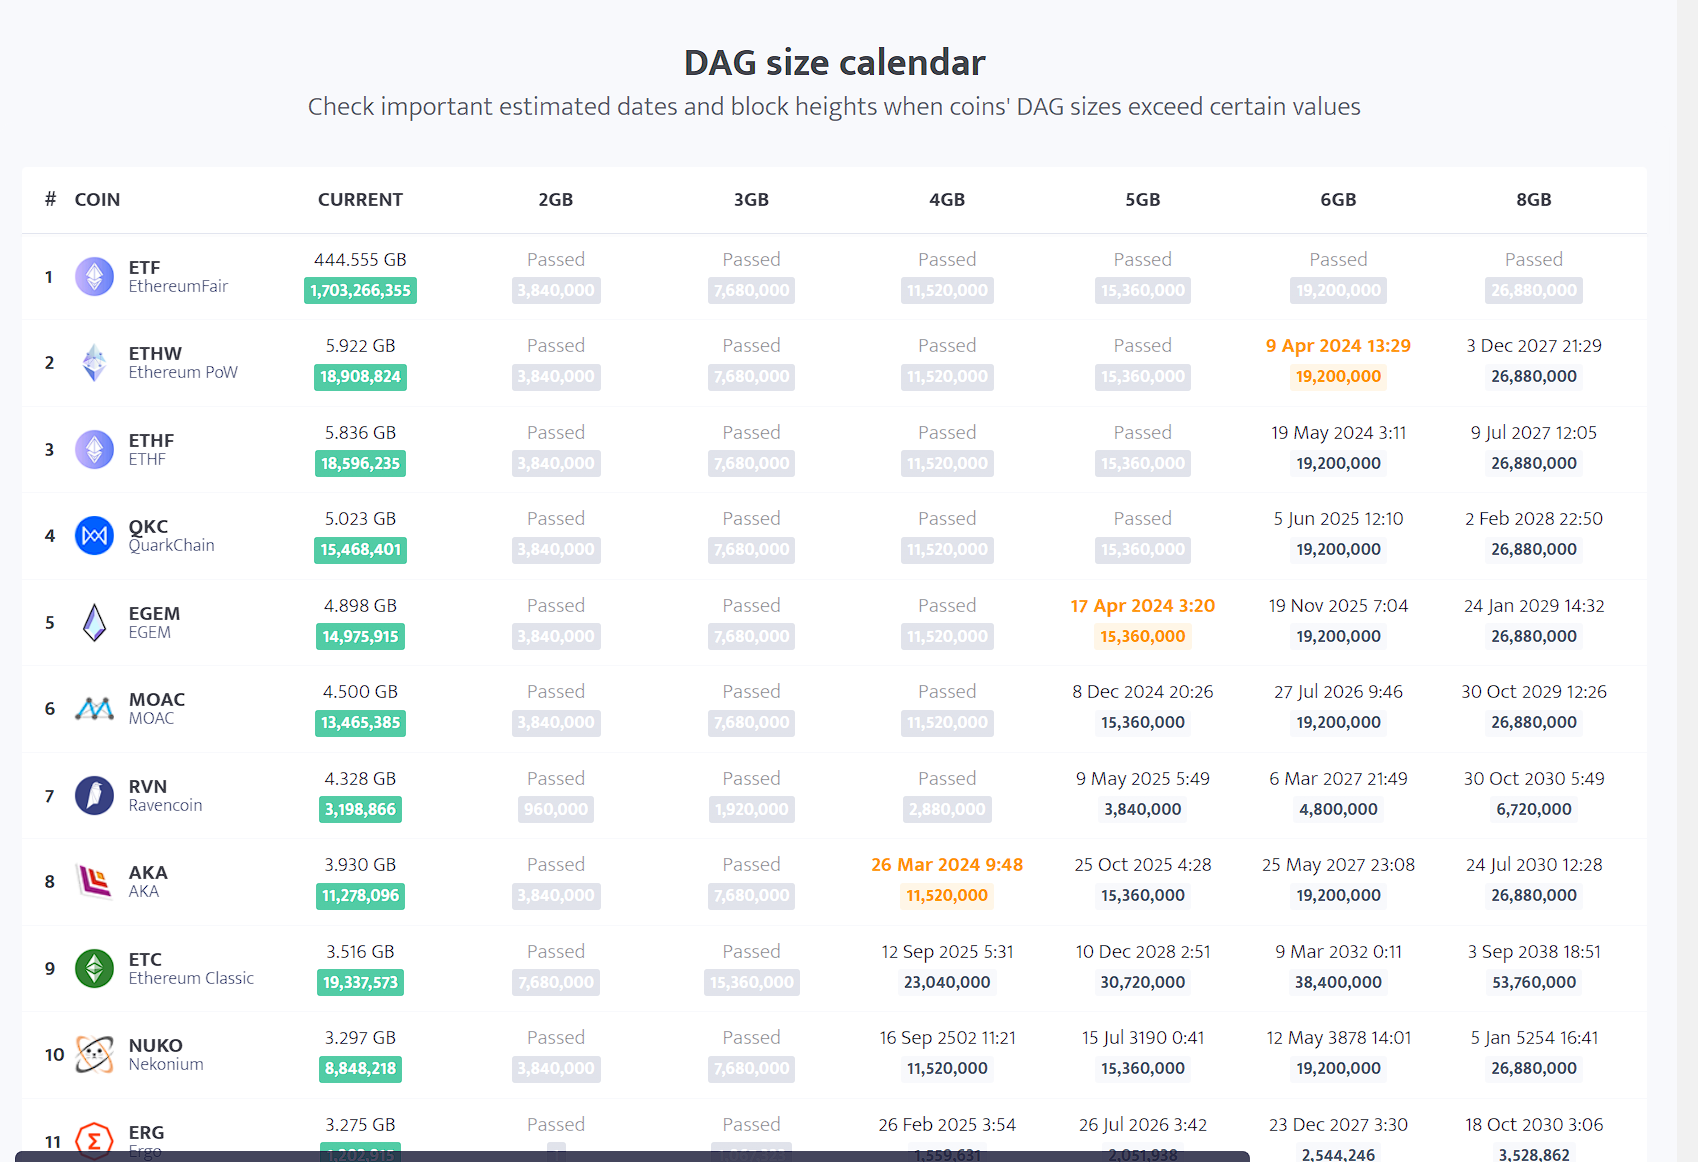 DAG size calendar
Check important estimated dates and block heights when coins' DAG sizes exceed certain values
# COIN CURRENT 2GB 3GB 4GB 5GB 6GB 8GB
1 ETF EthereumFair 444.555 GB Passed Passed Passed Passed Passed Passed
1,703,266,355 3,840,000 7,680,000 11,520,000 15,360,000 19,200,000 26,880,000
2 ETHW Ethereum PoW 5.922 GB Passed Passed Passed Passed 9 Apr 2024 13:29 3 Dec 2027 21:29
18,908,824 3,840,000 7,680,000 11,520,000 15,360,000 19,200,000 26,880,000
3 ETHF ETHF 5.836 GB Passed Passed Passed Passed 19 May 2024 3:11 9 Jul 2027 12:05
18,596,235 3,840,000 7,680,000 11,520,000 15,360,000 19,200,000 26,880,000
4 QKC QuarkChain 5.023 GB Passed Passed Passed Passed 5 Jun 2025 12:10 2 Feb 2028 22:50
15,468,401 3,840,000 7,680,000 11,520,000 15,360,000 19,200,000 26,880,000
5 EGEM EGEM 4.898 GB Passed Passed Passed 17 Apr 2024 3:20 19 Nov 2025 7:04 24 Jan 2029 14:32
14,975,915 3,840,000 7,680,000 11,520,000 15,360,000 19,200,000 26,880,000
6 MOAC MOAC 4.500 GB Passed Passed Passed 8 Dec 2024 20:26 27 Jul 2026 9:46 30 Oct 2029 12:26
13,465,385 3,840,000 7,680,000 11,520,000 15,360,000 19,200,000 26,880,000
7 RVN Ravencoin 4.328 GB Passed Passed Passed 9 May 2025 5:49 6 Mar 2027 21:49 30 Oct 2030 5:49
3,198,866 960,000 1,920,000 2,880,000 3,840,000 4,800,000 6,720,000
8 AKA AKA 3.930 GB Passed Passed 26 Mar 2024 9:48 25 Oct 2025 4:28 25 May 2027 23:08 24 Jul 2030 12:28
11,278,096 3,840,000 7,680,000 11,520,000 15,360,000 19,200,000 26,880,000
9 ETC Ethereum Classic 3.516 GB Passed Passed 12 Sep 2025 5:31 10 Dec 2028 2:51 9 Mar 2032 0:11 3 Sep 2038 18:51
19,337,573 7,680,000 15,360,000 23,040,000 30,720,000 38,400,000 53,760,000
10 NUKO Nekonium 3.297 GB Passed Passed 16 Sep 2502 11:21 15 Jul 3190 0:41 12 May 3878 14:01 5 Jan 5254 16:41
8,848,218 3,840,000 7,680,000 11,520,000 15,360,000 19,200,000 26,880,000
11 ERG Ergo 3.275 GB Passed Passed 26 Feb 2025 3:54 26 Jul 2026 3:42 23 Dec 2027 3:30 18 Oct 2030 3:06
1,202,915 1,559,631 2,051,938 2,544,246 3,528,862